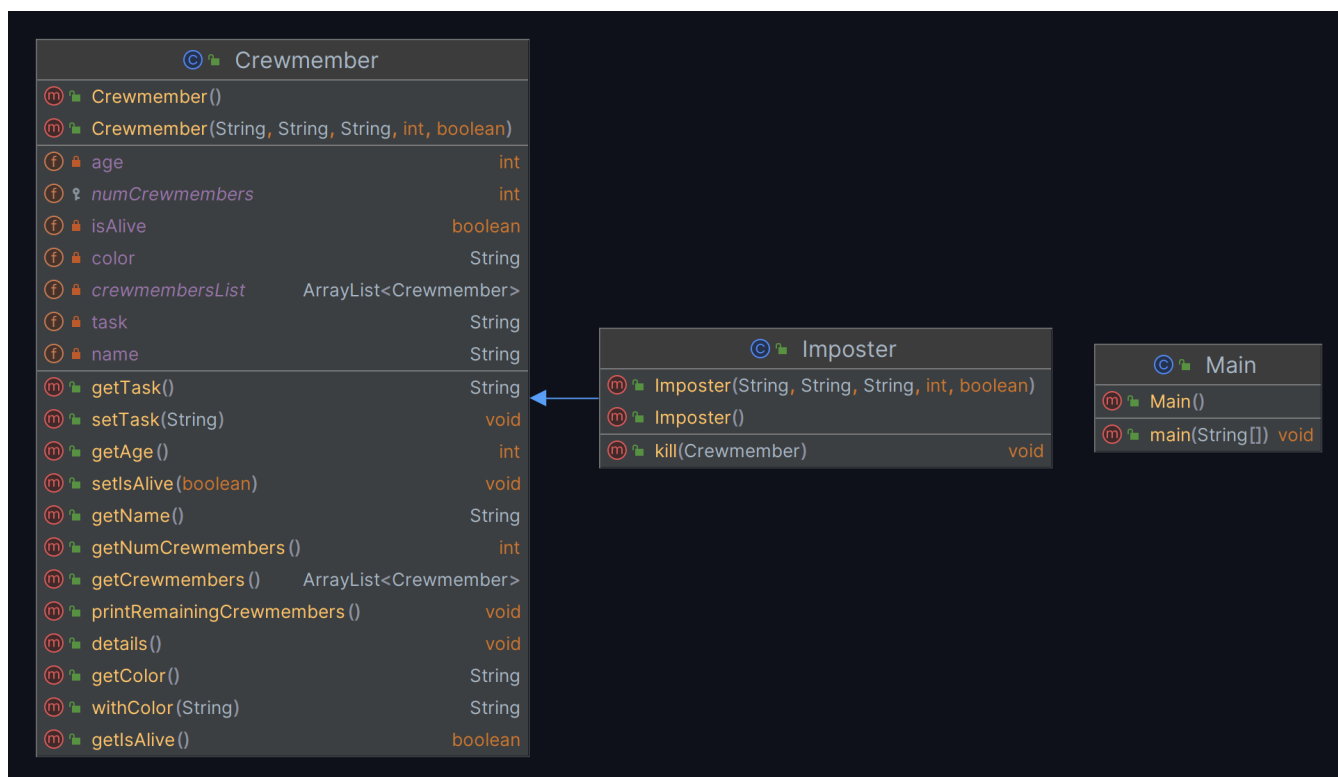 Crewmember
Crewmember()
Crewmember(String, String, String, int, boolean)
age int
numCrewmembers int
isAlive boolean
color String
crewmembersList ArrayList<Crewmember>
task String
name String
getTask() String
setTask(String) void
getAge() int
setIsAlive(boolean) void
getName() String
getNumCrewmembers() int
getCrewmembers() ArrayList<Crewmember>
printRemainingCrewmembers() void
details() void
getColor() String
withColor(String) String
getIsAlive() boolean
Imposter
Imposter(String, String, String, int, boolean)
Imposter()
kill(Crewmember) void
Main
Main()
main(String[]) void